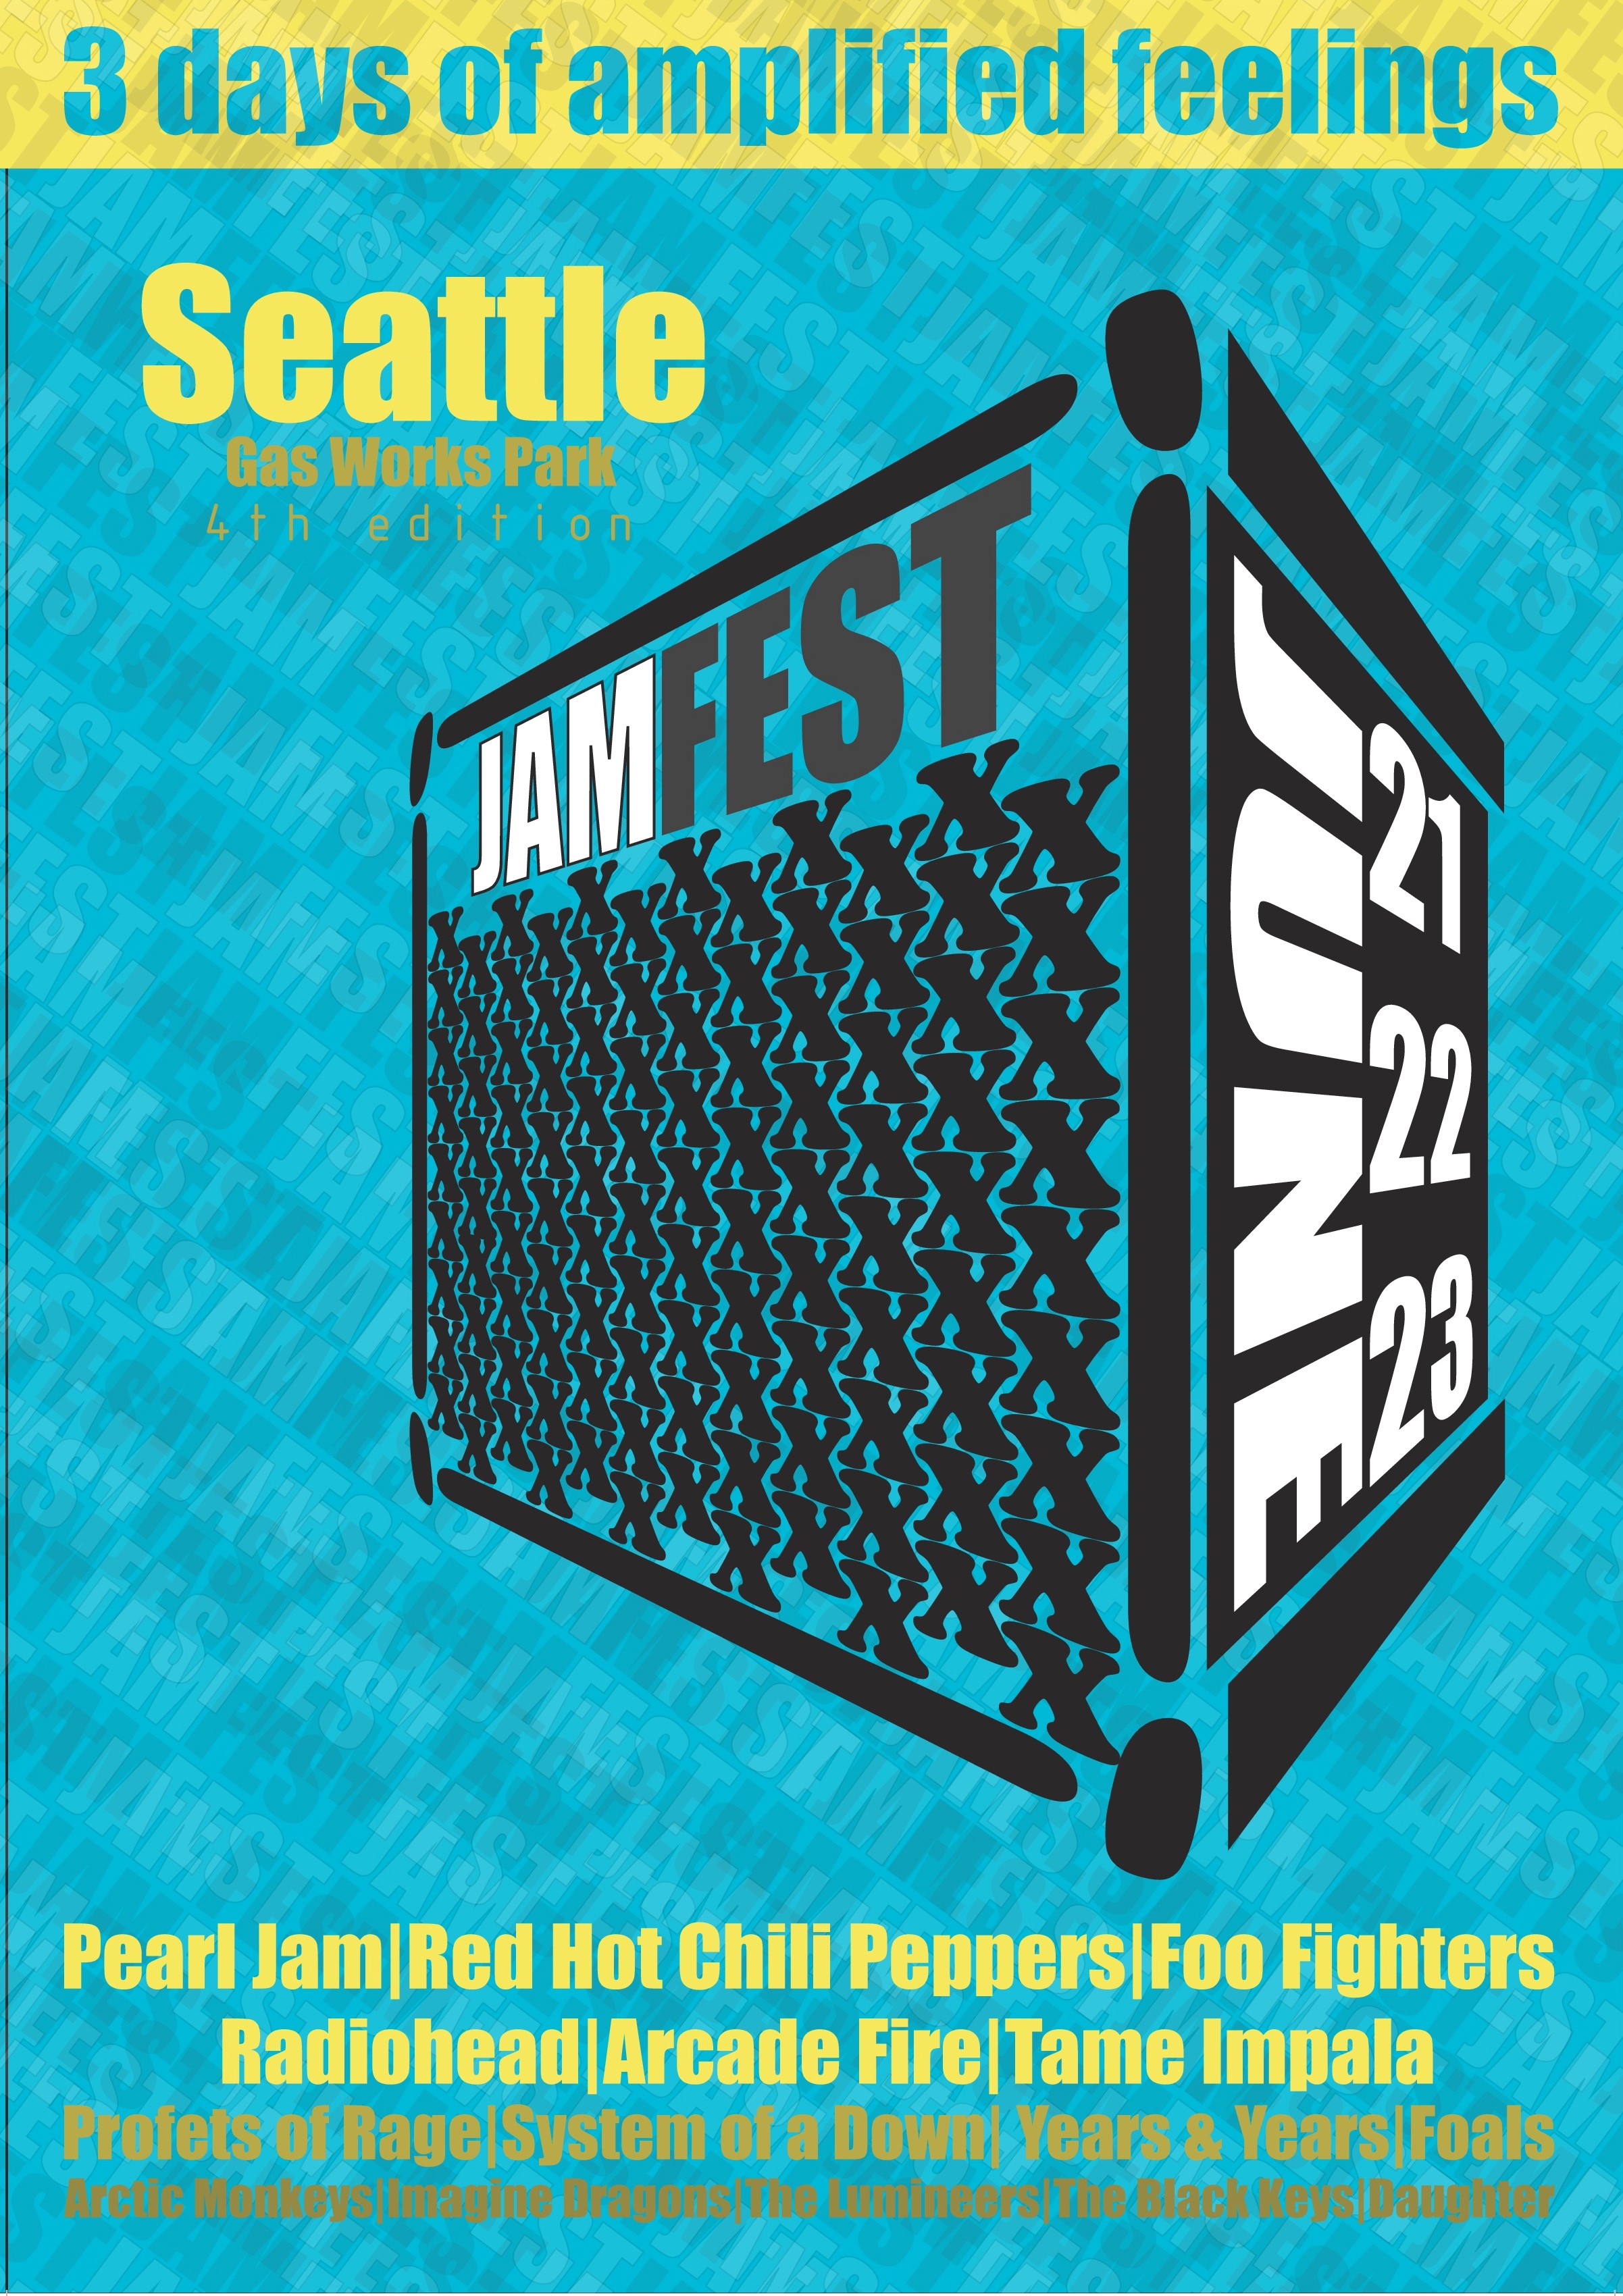 3 days of amplified feelings
Seattle
Gas Works Park
4th edition
JAMFEST
JUNE
21
22
23
Pearl Jam|Red Hot Chili Peppers|Foo Fighters
Radiohead|Arcade Fire|Tame Impala
Profets of Rage|System of a Down| Years & Years|Foals
Arctic Monkeys|Imagine Dragons|The Lumineers|The Black Keys|Daughter